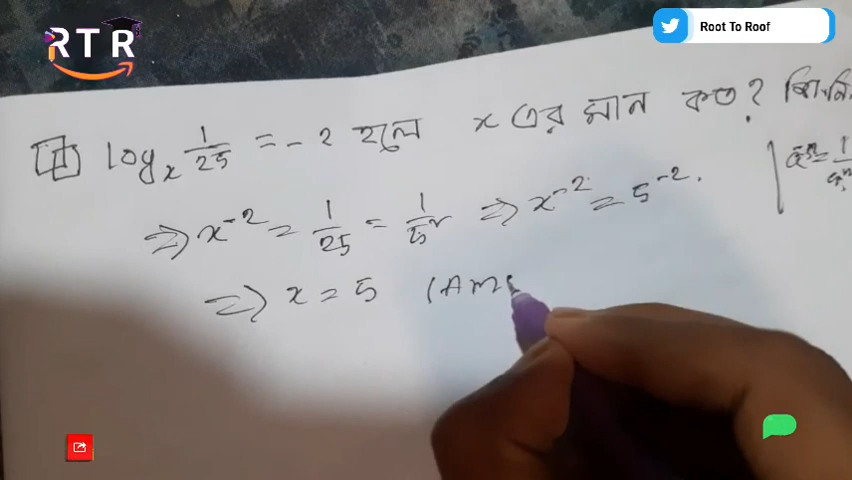 RTR
Root To Roof
log_x 1/25 = -2 হলে x এর মান কত?
⇒ x^-2 = 1/25 = 1/5² ⇒ x^-2 = 5^-2.
⇒ x = 5 (Ans